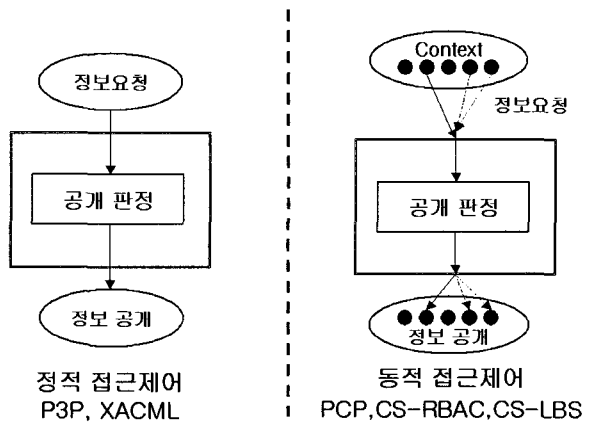 정보요청
공개 판정
정보 공개
정적 접근제어
P3P, XACML
Context
정보요청
공개 판정
정보 공개
동적 접근제어
PCP,CS-RBAC,CS-LBS